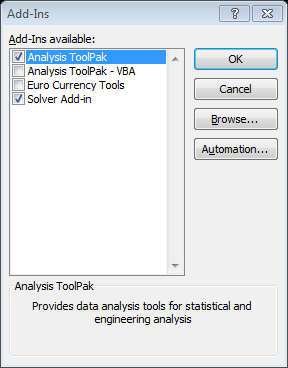 Add-Ins
Add-Ins available:
Analysis ToolPak
Analysis ToolPak - VBA
Euro Currency Tools
Solver Add-in
OK
Cancel
Browse...
Automation...
Analysis ToolPak
Provides data analysis tools for statistical and
engineering analysis